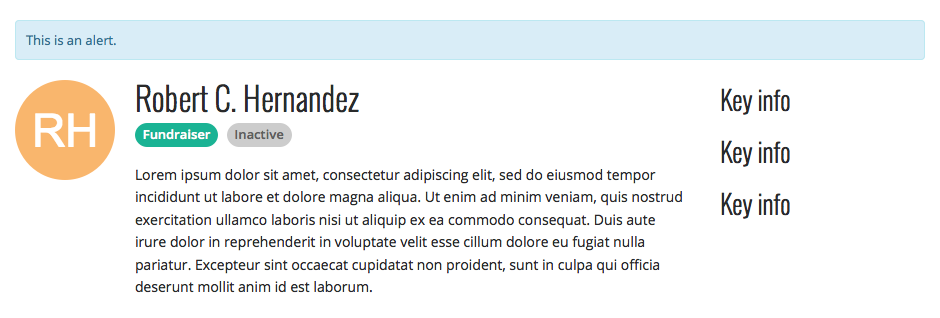 This is an alert.
RH
Robert C. Hernandez
Fundraiser Inactive
Lorem ipsum dolor sit amet, consectetur adipiscing elit, sed do eiusmod tempor
incididunt ut labore et dolore magna aliqua. Ut enim ad minim veniam, quis nostrud
exercitation ullamco laboris nisi ut aliquip ex ea commodo consequat. Duis aute
irure dolor in reprehenderit in voluptate velit esse cillum dolore eu fugiat nulla
pariatur. Excepteur sint occaecat cupidatat non proident, sunt in culpa qui officia
deserunt mollit anim id est laborum.
Key info
Key info
Key info